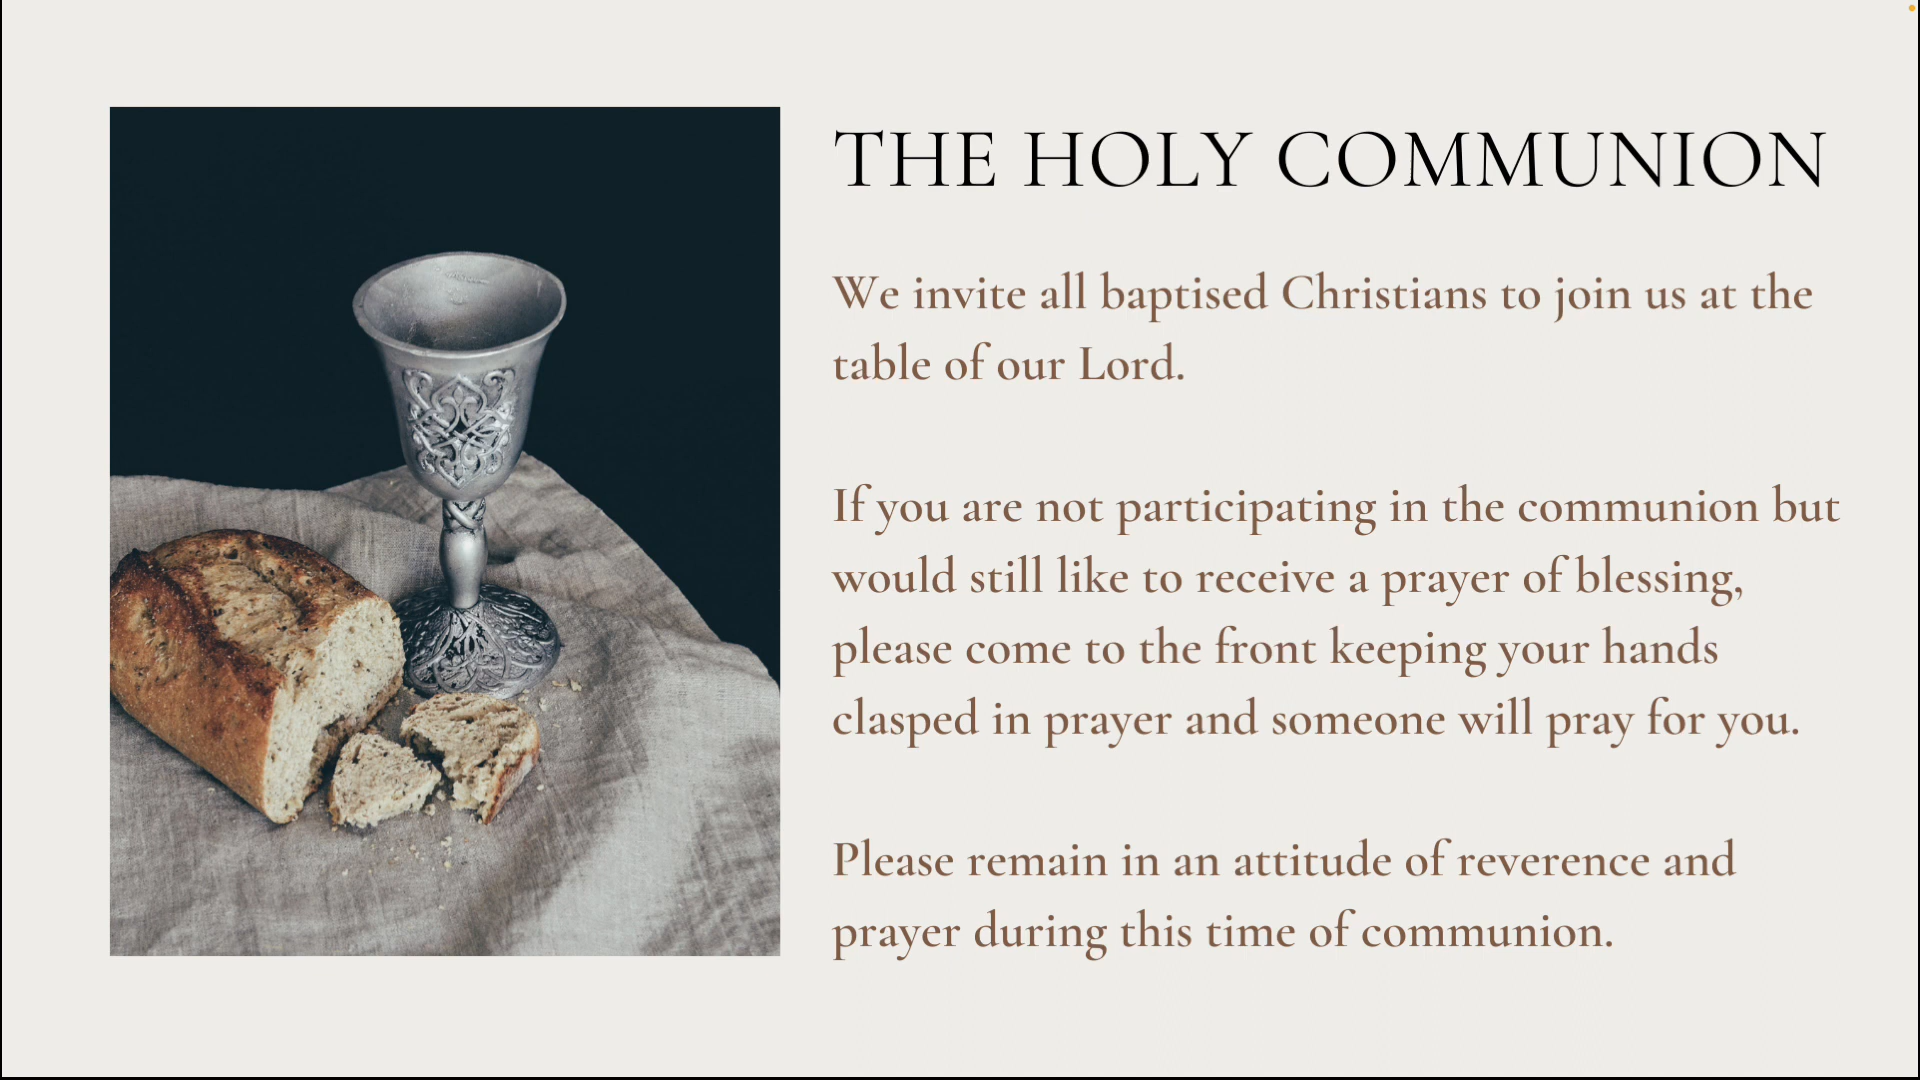 THE HOLY COMMUNION
We invite all baptised Christians to join us at the
table of our Lord.
If you are not participating in the communion but
would still like to receive a prayer of blessing,
please come to the front keeping your hands
clasped in prayer and someone will pray for you.
Please remain in an attitude of reverence and
prayer during this time of communion.